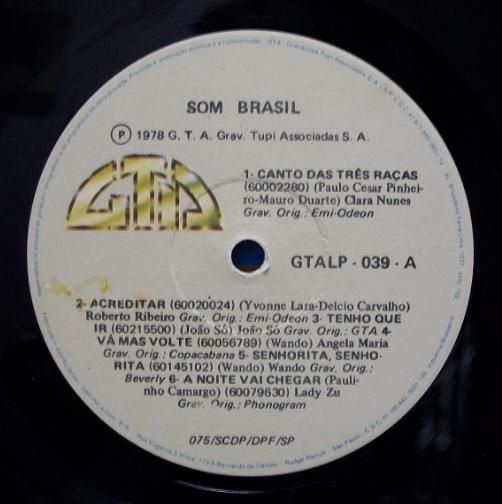 SOM BRASIL
Ⓟ 1978 G. T. A. Grav. Tupi Associadas S. A.
GTA
1- CANTO DAS TRÊS RAÇAS
(60002280) (Paulo Cesar Pinhei-
ro-Mauro Duarte) Clara Nunes
Grav. Orig.: Emi-Odeon
GTALP - 039 - A
2- ACREDITAR (60020024) (Yvonne Lara-Delcio Carvalho)
Roberto Ribeiro Grav. Orig.: Emi-Odeon 3- TENHO QUE
IR (60215500) (João Só) João Só Grav. Orig.: GTA 4-
VÁ MAS VOLTE (60056789) (Wando) Angela Maria
Grav. Orig.: Copacabana 5- SENHORITA, SENHO-
RITA (60145102) (Wando) Wando Grav. Orig.:
Beverly 6- A NOITE VAI CHEGAR (Pauli-
nho Camargo) (60079630) Lady Zu
Grav. Orig.: Phonogram
075/SCDP/DPF/SP